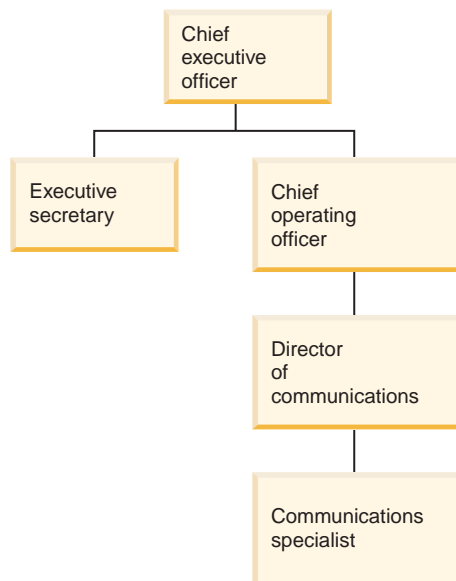 Chief
executive
officer
Executive
secretary
Chief
operating
officer
Director
of
communications
Communications
specialist